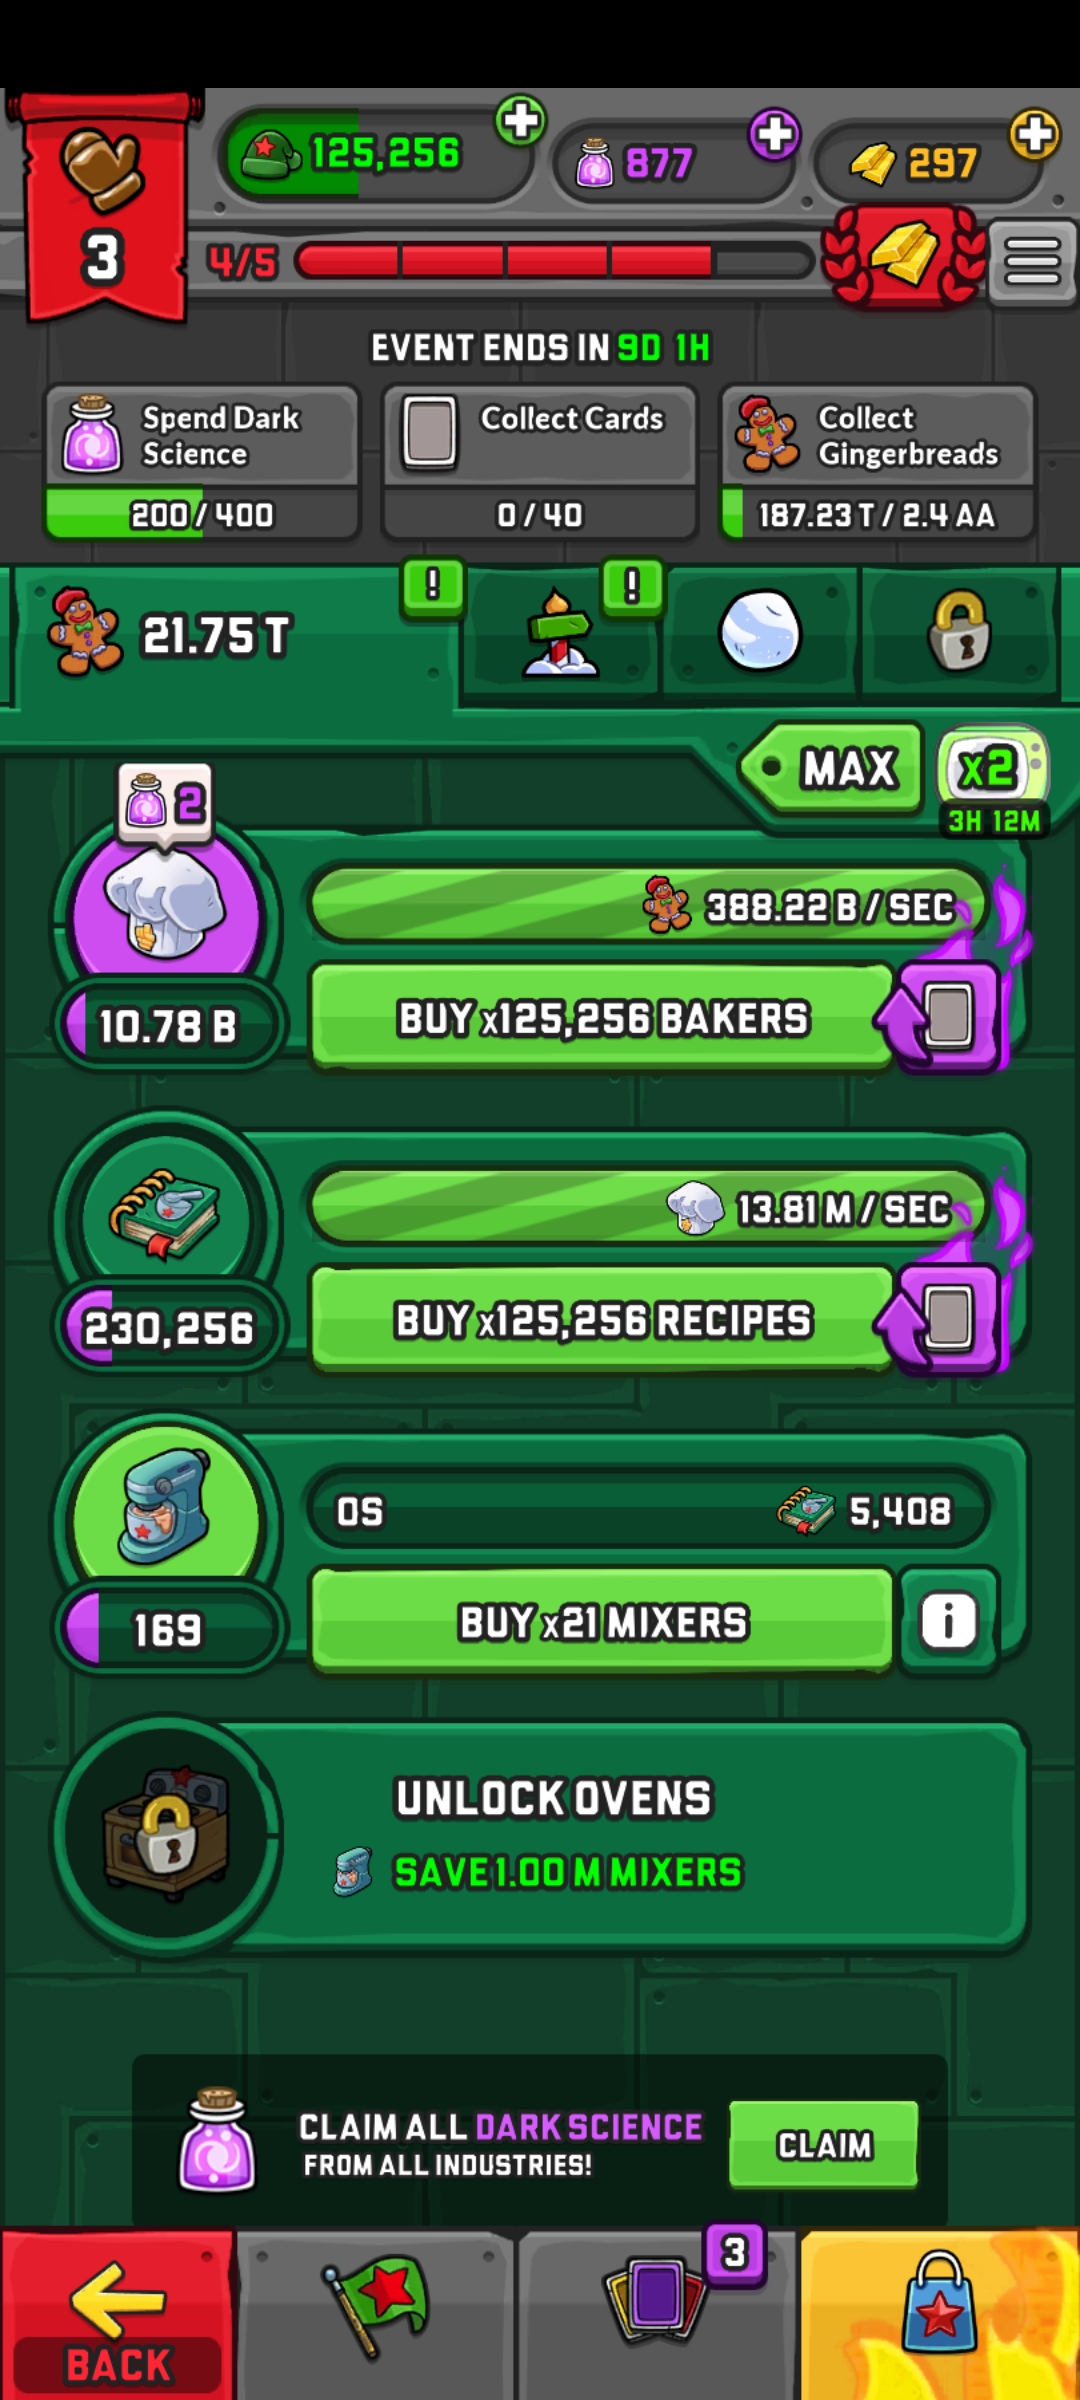 125,256
877
297
3
4/5
EVENT ENDS IN 9D 1H
Spend Dark
Science
200 / 400
Collect Cards
0 / 40
Collect
Gingerbreads
187.23 T / 2.4 AA
21.75 T
!
!
MAX
x2
3H 12M
2
388.22 B / SEC
10.78 B
BUY x125,256 BAKERS
13.81 M / SEC
230,256
BUY x125,256 RECIPES
0S
5,408
169
BUY x21 MIXERS
i
UNLOCK OVENS
SAVE 1.00 M MIXERS
CLAIM ALL DARK SCIENCE
FROM ALL INDUSTRIES!
CLAIM
3
BACK